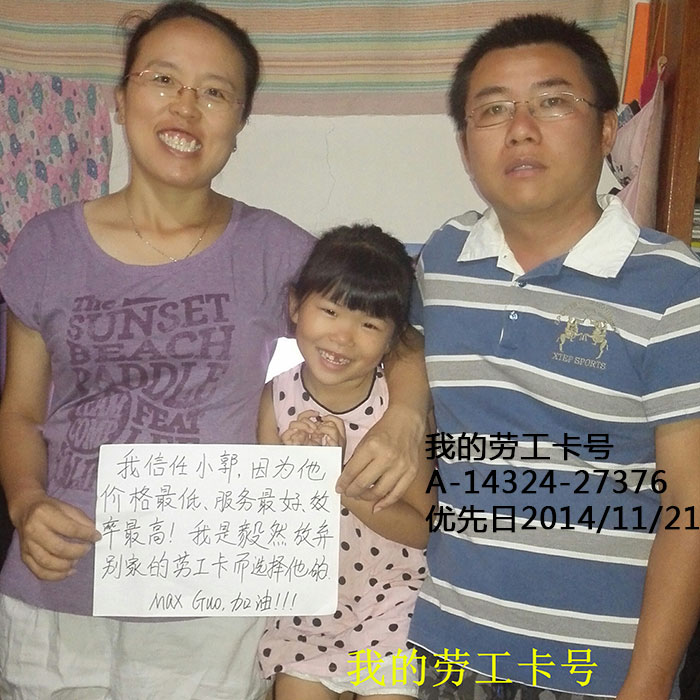 The
SUNSET
BEACH
PADDLE
FEAT
XTEP SPORTS
我信任小郭,因为他
价格最低、服务最好、效
率最高!我是毅然放弃
别家的劳工卡而选择他的.
Max Guo,加油!!!
我的劳工卡号
A-14324-27376
优先日2014/11/21
我的劳工卡号